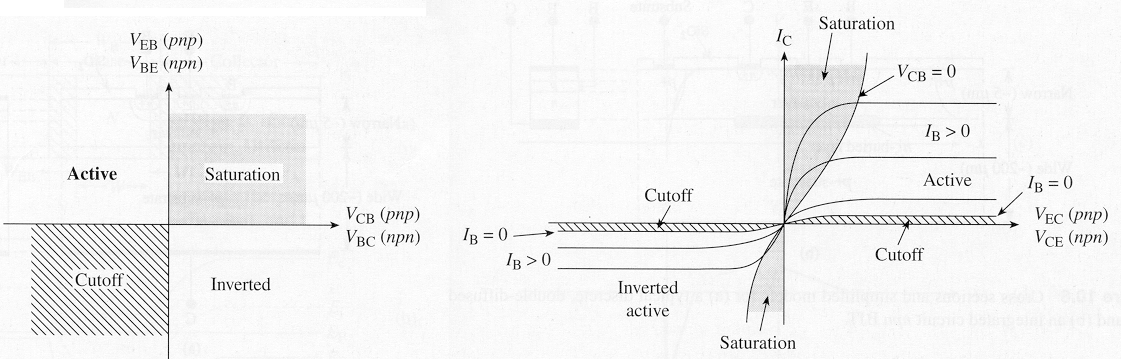 V_EB (pnp)
V_BE (npn)
Active
Saturation
V_CB (pnp)
V_BC (npn)
Cutoff
Inverted
Saturation
I_C
V_CB = 0
I_B > 0
Active
I_B = 0
V_EC (pnp)
V_CE (npn)
Cutoff
Cutoff
I_B = 0
I_B > 0
Inverted
active
Saturation